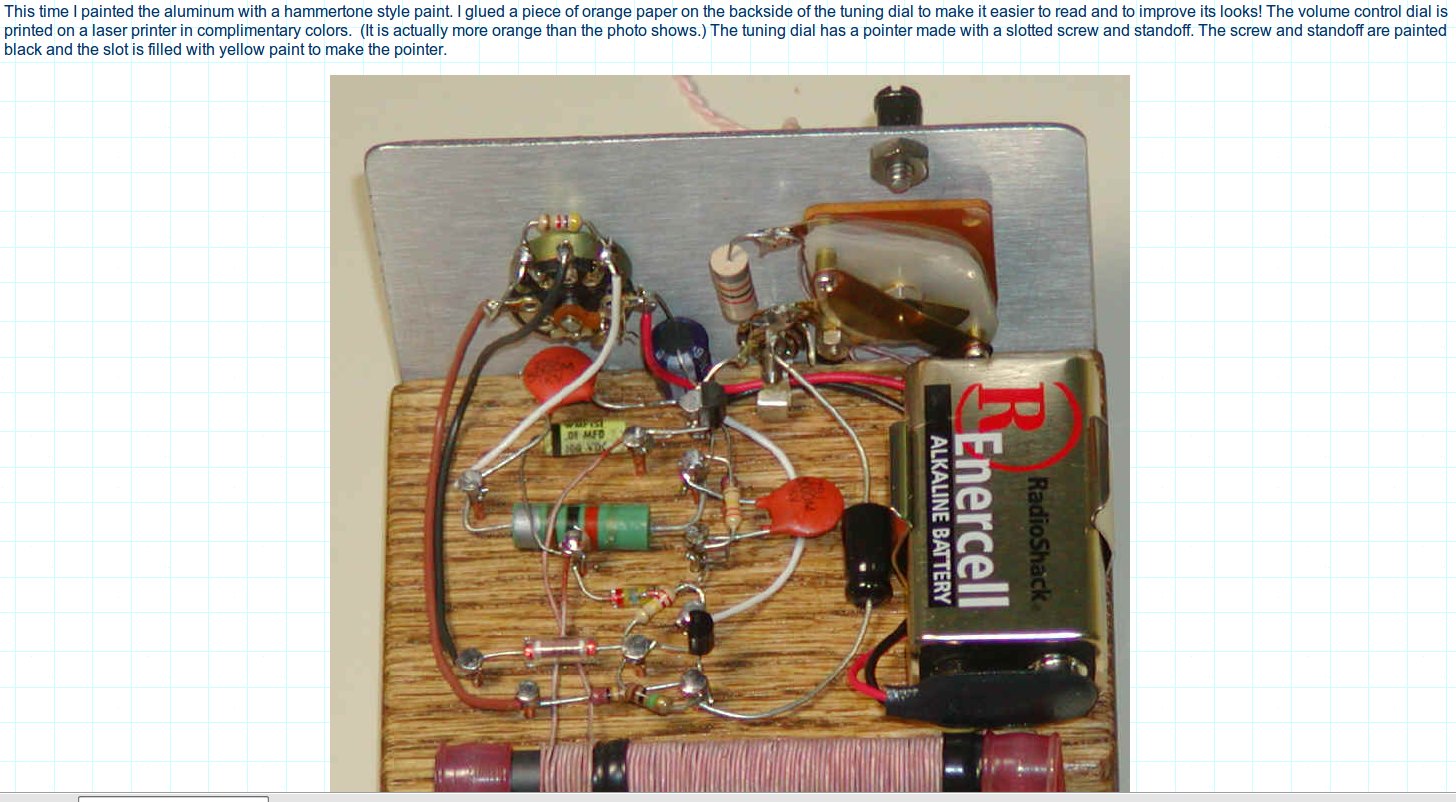 This time I painted the aluminum with a hammertone style paint. I glued a piece of orange paper on the backside of the tuning dial to make it easier to read and to improve its looks! The volume control dial is
printed on a laser printer in complimentary colors.  (It is actually more orange than the photo shows.) The tuning dial has a pointer made with a slotted screw and standoff. The screw and standoff are painted
black and the slot is filled with yellow paint to make the pointer.
.01 MFD
R
RadioShack
Enercell
ALKALINE BATTERY